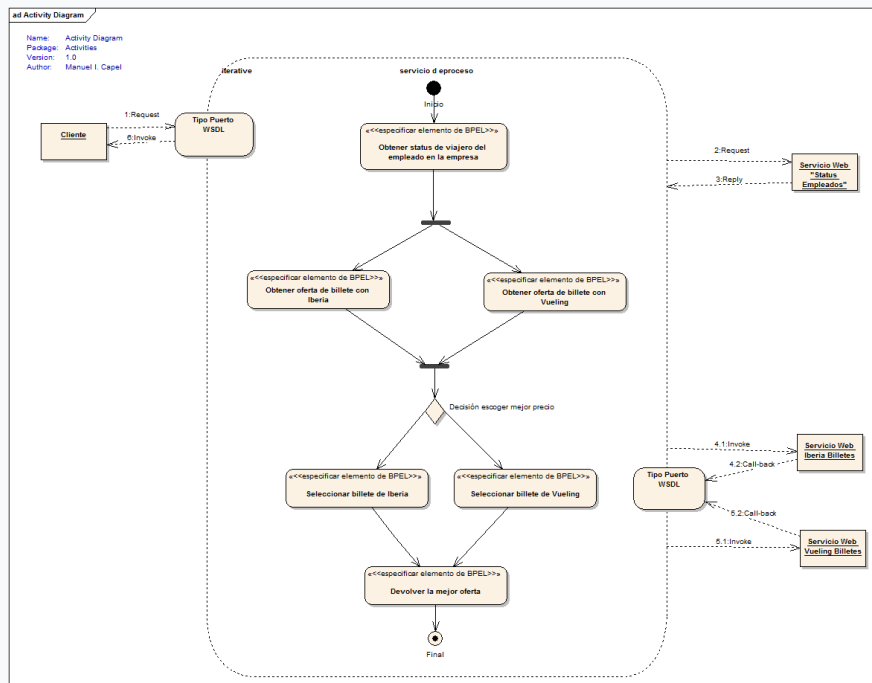 ad Activity Diagram
Name: Activity Diagram
Package: Activities
Version: 1.0
Author: Manuel I. Capel
iterative
servicio d eproceso
Inicio
«<<especificar elemento de BPEL>>»
Obtener status de viajero del
empleado en la empresa
Cliente
1:Request
6:Invoke
Tipo Puerto
WSDL
2:Request
3:Reply
Servicio Web
"Status
Empleados"
«<<especificar elemento de BPEL>>»
Obtener oferta de billete con
Iberia
«<<especificar elemento de BPEL>>»
Obtener oferta de billete con
Vueling
Decisión escoger mejor precio
«<<especificar elemento de BPEL>>»
Seleccionar billete de Iberia
«<<especificar elemento de BPEL>>»
Seleccionar billete de Vueling
4.1:Invoke
4.2:Call-back
Servicio Web
Iberia Billetes
Tipo Puerto
WSDL
5.2:Call-back
5.1:Invoke
Servicio Web
Vueling Billetes
«<<especificar elemento de BPEL>>»
Devolver la mejor oferta
Final